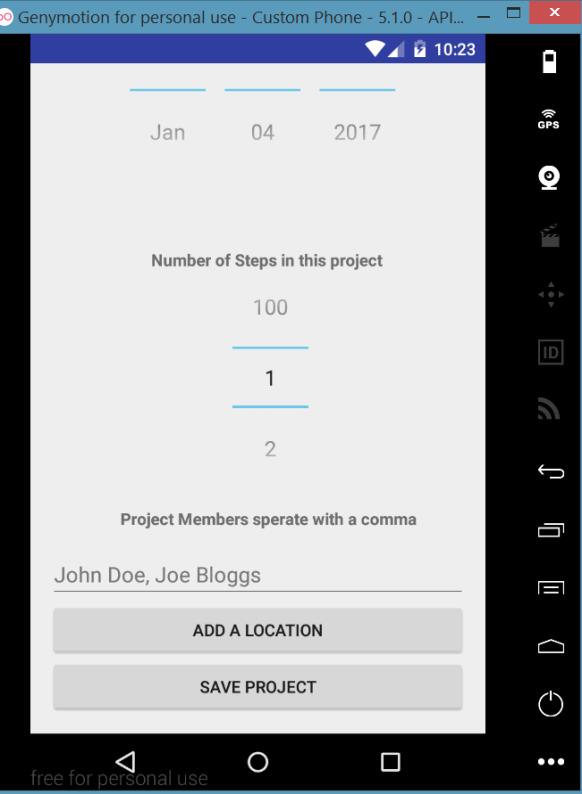 Genymotion for personal use - Custom Phone - 5.1.0 - API...
10:23
GPS
Jan 04 2017
Number of Steps in this project
100
1
ID
2
Project Members sperate with a comma
John Doe, Joe Bloggs
ADD A LOCATION
SAVE PROJECT
free for personal use